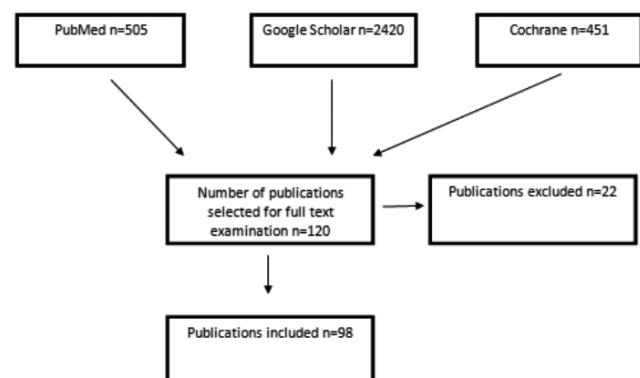 PubMed n=505
Google Scholar n=2420
Cochrane n=451
Number of publications
selected for full text
examination n=120
Publications excluded n=22
Publications included n=98